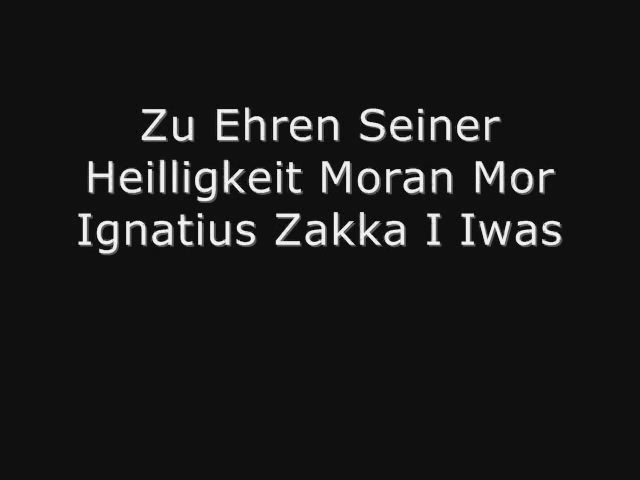 Zu Ehren Seiner
Heilligkeit Moran Mor
Ignatius Zakka I Iwas